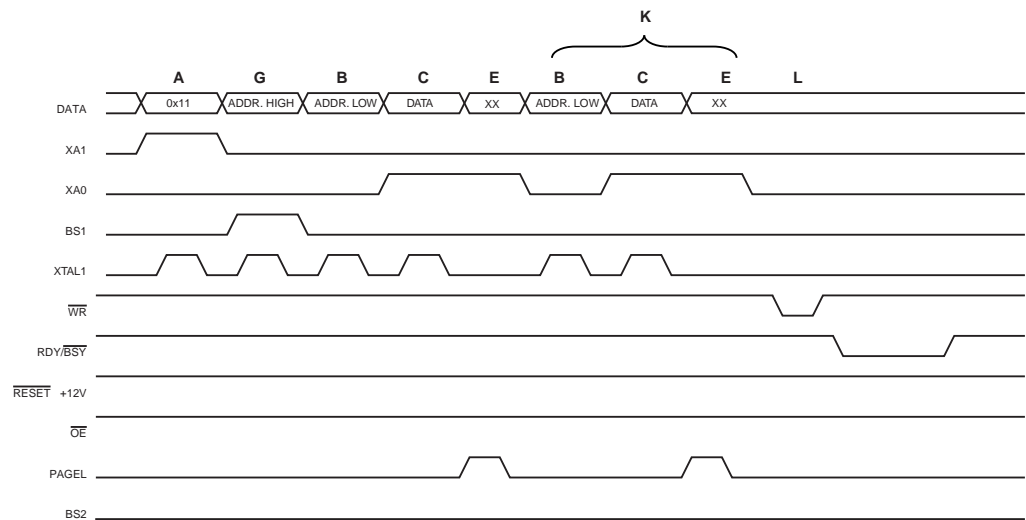 K
A G B C E B C E L
DATA 0x11 ADDR. HIGH ADDR. LOW DATA XX ADDR. LOW DATA XX
XA1
XA0
BS1
XTAL1
WR
RDY/BSY
RESET +12V
OE
PAGEL
BS2